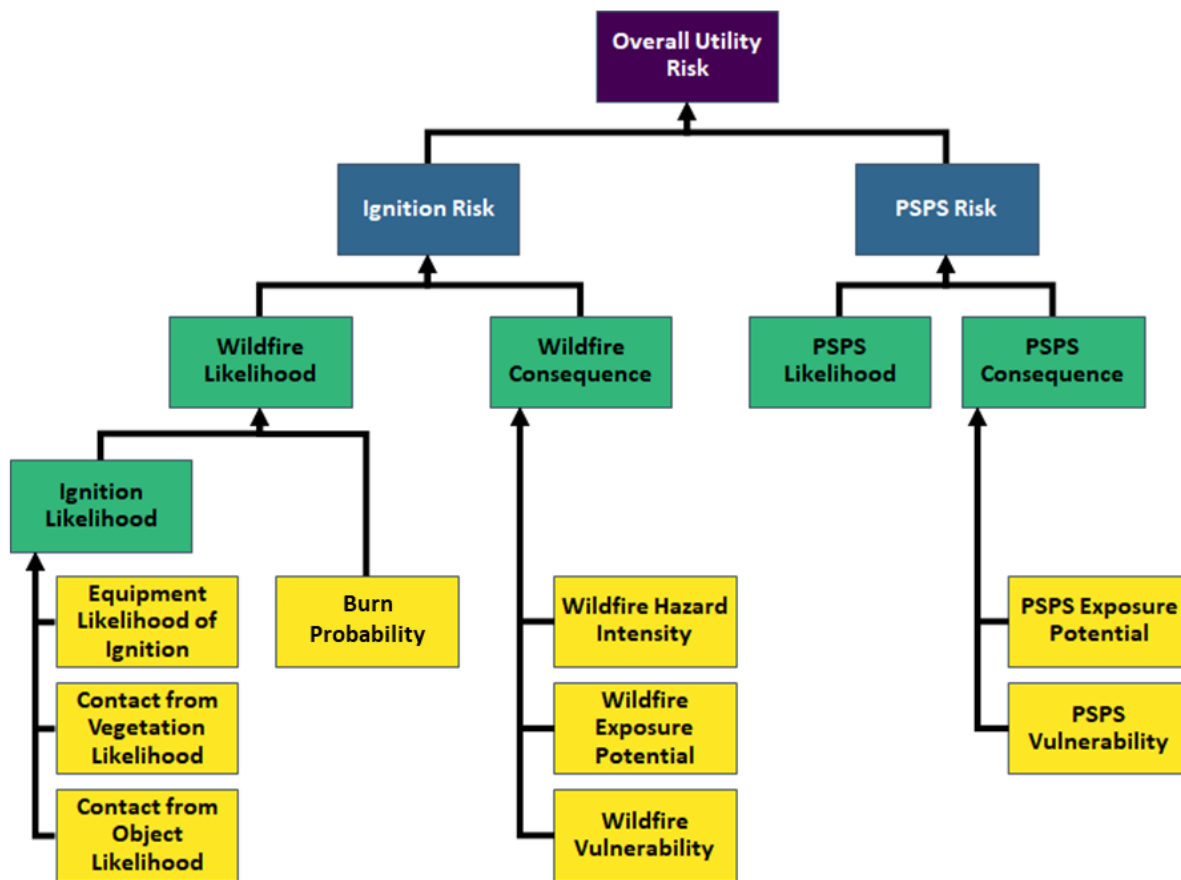 Overall Utility
Risk
Ignition Risk
PSPS Risk
Wildfire
Likelihood
Wildfire
Consequence
PSPS
Likelihood
PSPS
Consequence
Ignition
Likelihood
Equipment
Likelihood of
Ignition
Burn
Probability
Wildfire Hazard
Intensity
PSPS Exposure
Potential
Contact from
Vegetation
Likelihood
Wildfire
Exposure
Potential
PSPS
Vulnerability
Contact from
Object
Likelihood
Wildfire
Vulnerability